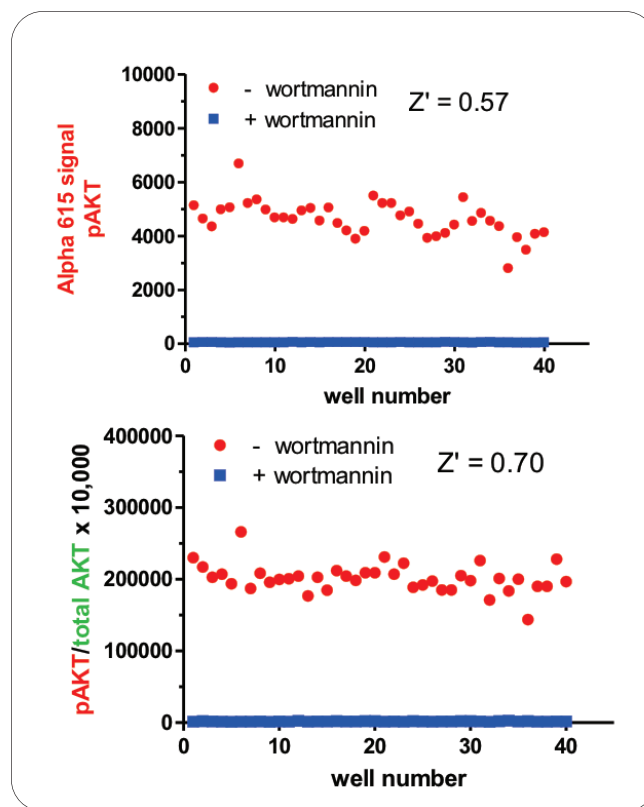 10000
- wortmannin
+ wortmannin
Z' = 0.57
8000
6000
4000
2000
0
Alpha 615 signal
pAKT
0 10 20 30 40
well number
400000
- wortmannin
+ wortmannin
Z' = 0.70
300000
200000
100000
0
pAKT/total AKT x 10,000
0 10 20 30 40
well number